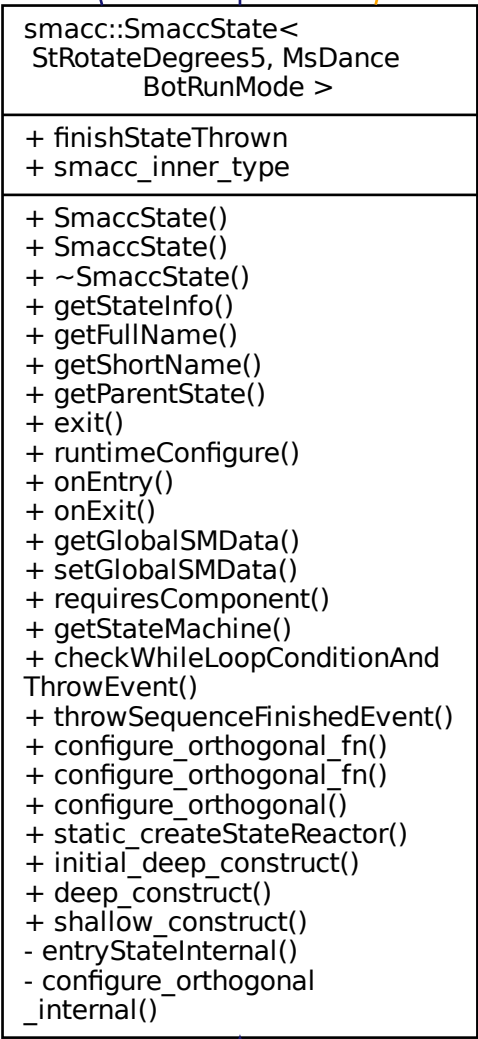 smacc::SmaccState<
StRotateDegrees5, MsDance
BotRunMode >
+ finishStateThrown
+ smacc_inner_type
+ SmaccState()
+ SmaccState()
+ ~SmaccState()
+ getStateInfo()
+ getFullName()
+ getShortName()
+ getParentState()
+ exit()
+ runtimeConfigure()
+ onEntry()
+ onExit()
+ getGlobalSMData()
+ setGlobalSMData()
+ requiresComponent()
+ getStateMachine()
+ checkWhileLoopConditionAnd
ThrowEvent()
+ throwSequenceFinishedEvent()
+ configure_orthogonal_fn()
+ configure_orthogonal_fn()
+ configure_orthogonal()
+ static_createStateReactor()
+ initial_deep_construct()
+ deep_construct()
+ shallow_construct()
- entryStateInternal()
- configure_orthogonal
_internal()